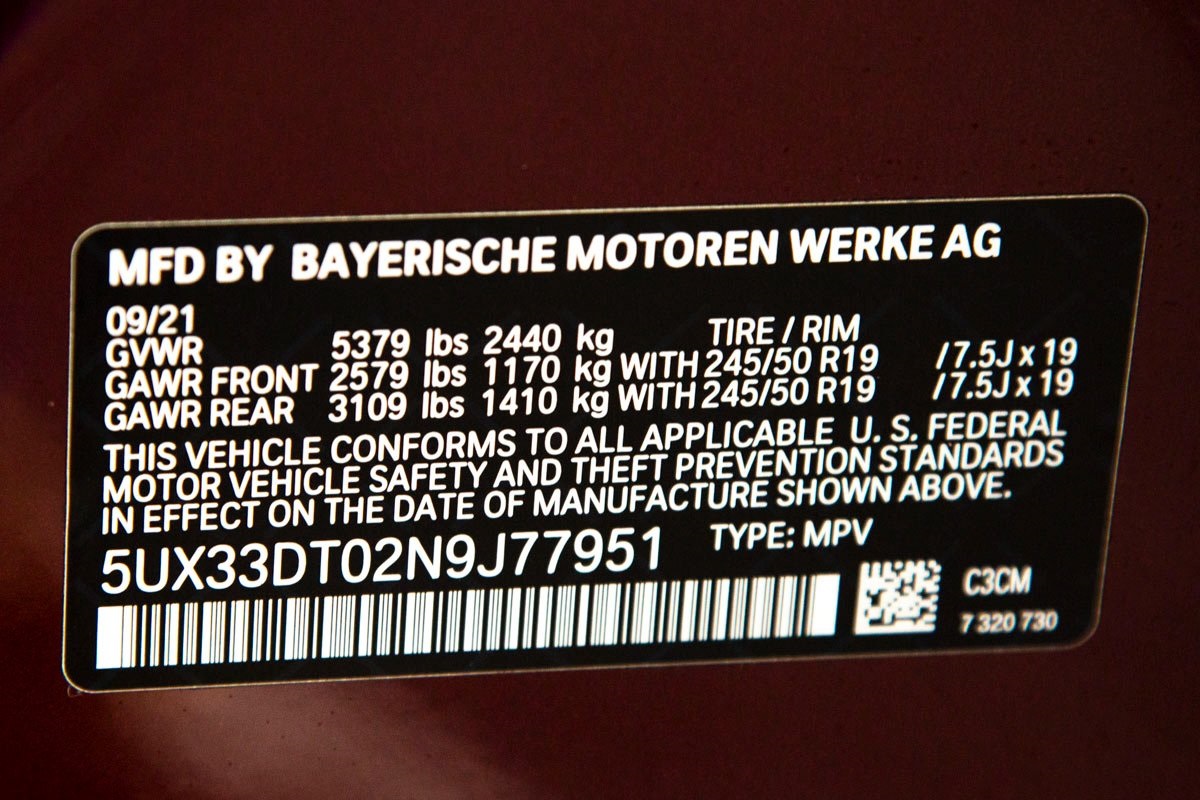 MFD BY BAYERISCHE MOTOREN WERKE AG
09/21
GVWR 5379 lbs 2440 kg TIRE / RIM
GAWR FRONT 2579 lbs 1170 kg WITH 245/50 R19 /7.5J x 19
GAWR REAR 3109 lbs 1410 kg WITH 245/50 R19 /7.5J x 19
THIS VEHICLE CONFORMS TO ALL APPLICABLE U. S. FEDERAL
MOTOR VEHICLE SAFETY AND THEFT PREVENTION STANDARDS
IN EFFECT ON THE DATE OF MANUFACTURE SHOWN ABOVE.
5UX33DT02N9J77951 TYPE: MPV
C3CM
7 320 730